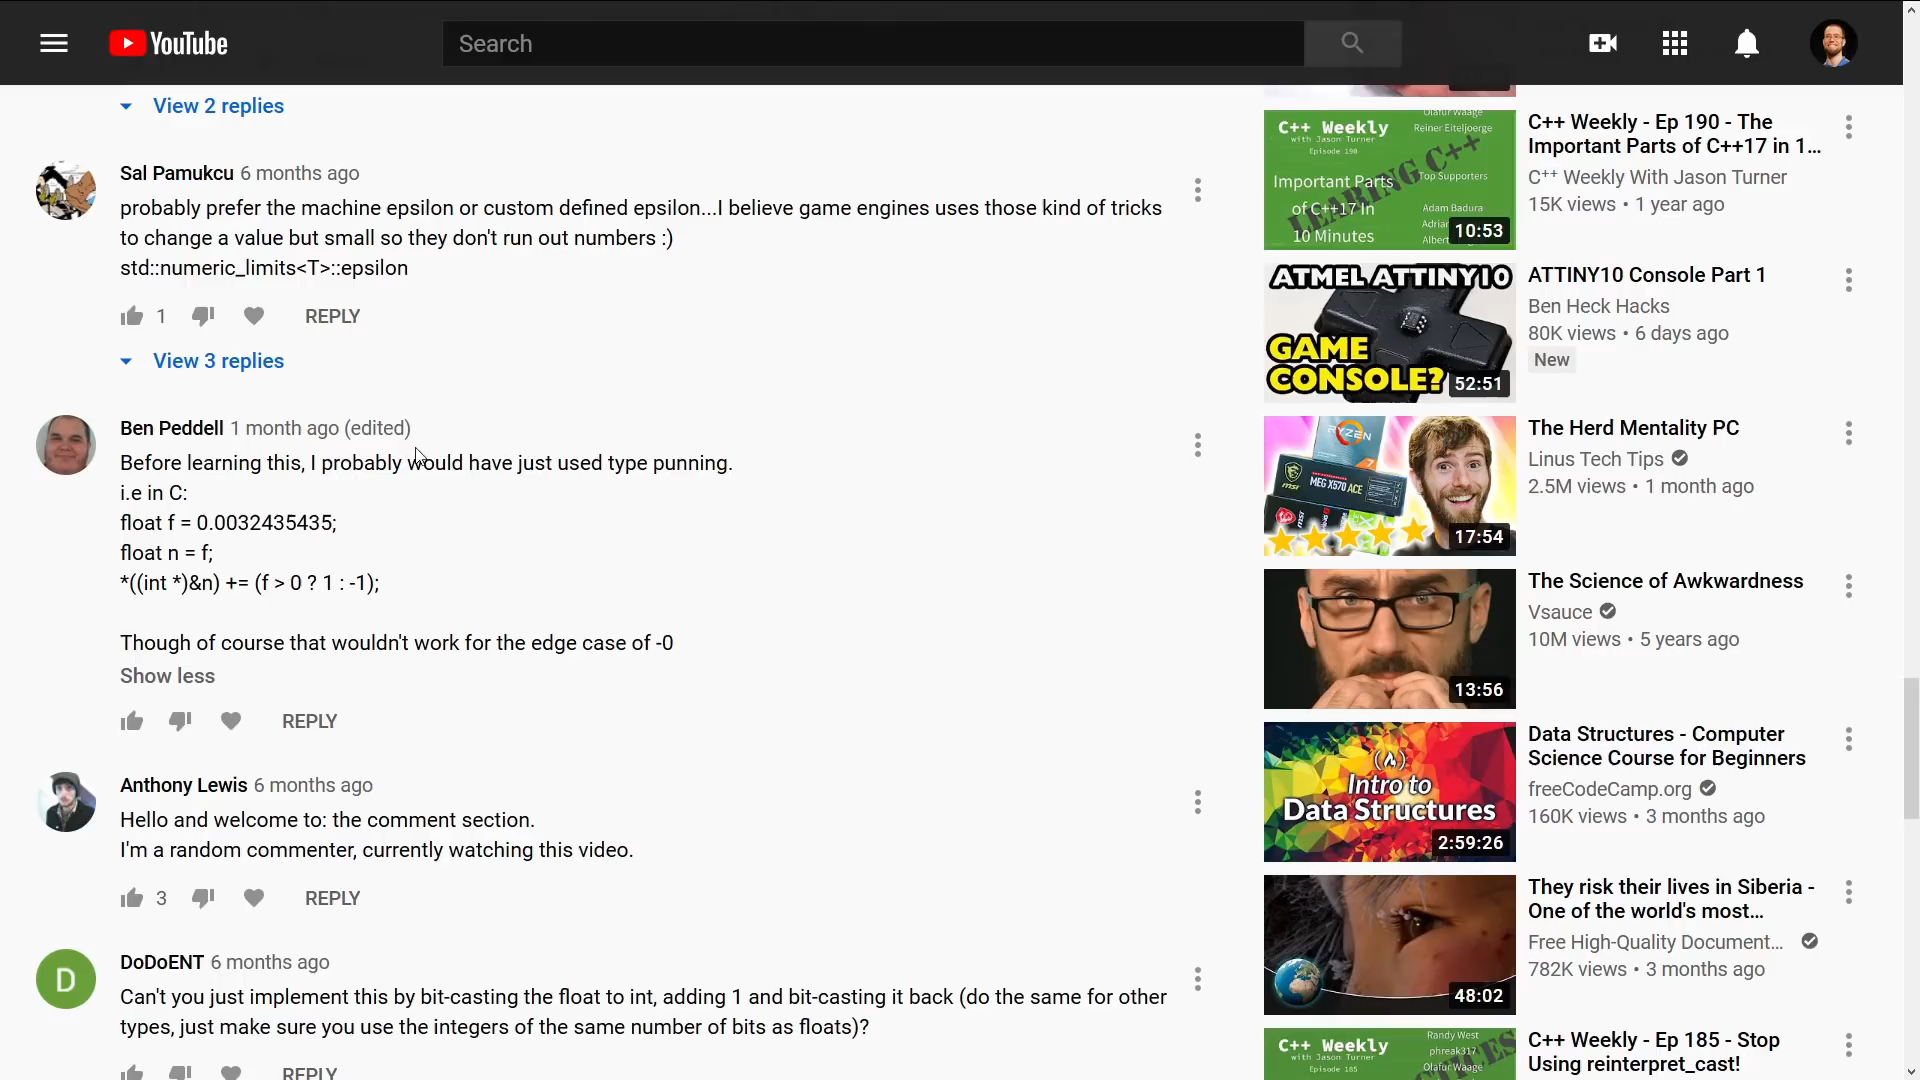 YouTube
Search
View 2 replies
Sal Pamukcu 6 months ago
probably prefer the machine epsilon or custom defined epsilon...I believe game engines uses those kind of tricks
to change a value but small so they don't run out numbers :)
std::numeric_limits<T>::epsilon
1 REPLY
View 3 replies
Ben Peddell 1 month ago (edited)
Before learning this, I probably would have just used type punning.
i.e in C:
float f = 0.0032435435;
float n = f;
*((int *)&n) += (f > 0 ? 1 : -1);
Though of course that wouldn't work for the edge case of -0
Show less
REPLY
Anthony Lewis 6 months ago
Hello and welcome to: the comment section.
I'm a random commenter, currently watching this video.
3 REPLY
D
DoDoENT 6 months ago
Can't you just implement this by bit-casting the float to int, adding 1 and bit-casting it back (do the same for other
types, just make sure you use the integers of the same number of bits as floats)?
REPLY
C++ Weekly
with Jason Turner
Episode 190
Important Parts
of C++17 In
10 Minutes
Olafur Waage
Reiner Eiteljoerge
LEARING C++
Top Supporters
Adam Badura
Adrian
Albert
10:53
C++ Weekly - Ep 190 - The
Important Parts of C++17 in 1...
C⁺⁺ Weekly With Jason Turner
15K views • 1 year ago
ATMEL ATTINY10
GAME
CONSOLE?
52:51
ATTINY10 Console Part 1
Ben Heck Hacks
80K views • 6 days ago
New
RYZEN
7
MEG X570 ACE
17:54
The Herd Mentality PC
Linus Tech Tips
2.5M views • 1 month ago
13:56
The Science of Awkwardness
Vsauce
10M views • 5 years ago
Intro to
Data Structures
2:59:26
Data Structures - Computer
Science Course for Beginners
freeCodeCamp.org
160K views • 3 months ago
48:02
They risk their lives in Siberia -
One of the world's most...
Free High-Quality Document...
782K views • 3 months ago
C++ Weekly
with Jason Turner
Episode 185
Randy West
phreak317
Olafur Waage
C++ Weekly - Ep 185 - Stop
Using reinterpret_cast!